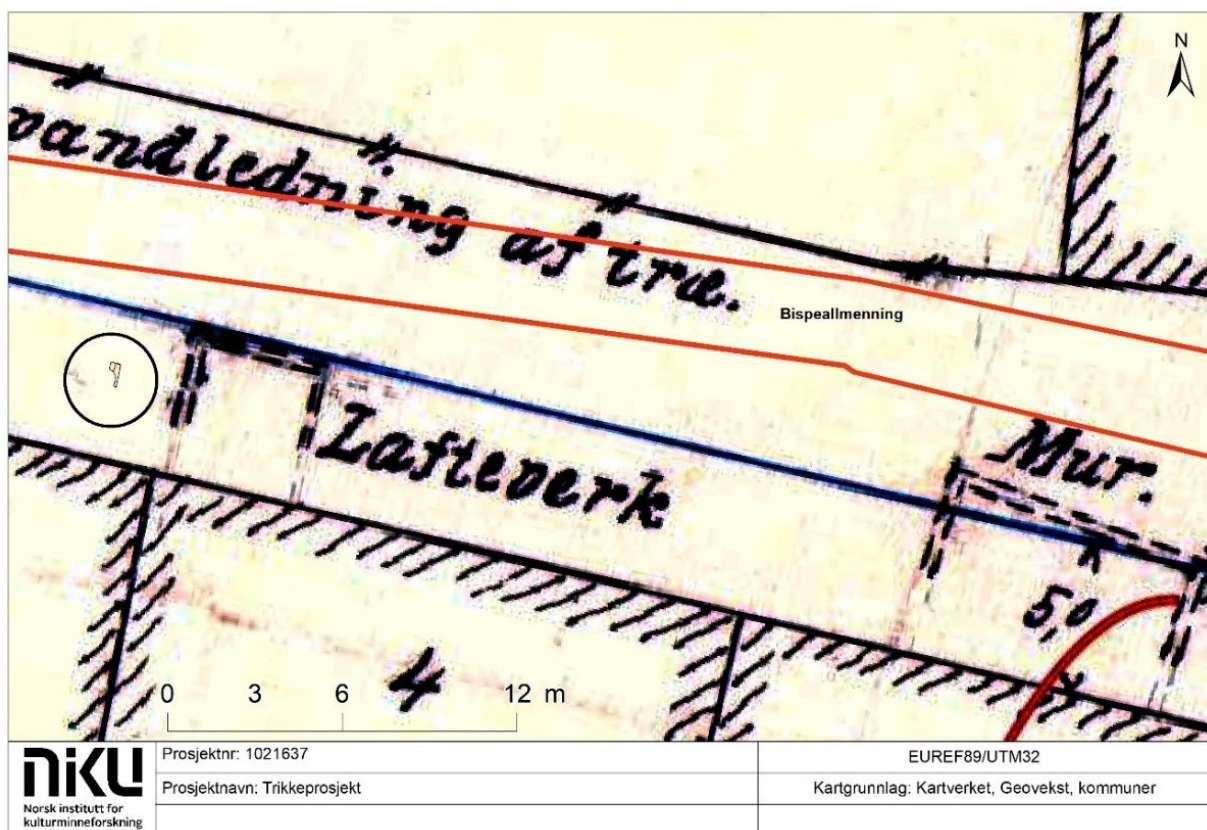 N
vandledning af træ.
Bispeallmenning
Lafteverk
Mur.
5,0
4
0 3 6 12 m
NIKU
Norsk institutt for
kulturminneforskning
Prosjektnr: 1021637
Prosjektnavn: Trikkeprosjekt
EUREF89/UTM32
Kartgrunnlag: Kartverket, Geovekst, kommuner